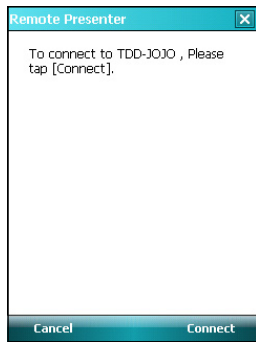 Remote Presenter
To connect to TDD-JOJO , Please
tap [Connect].
Cancel Connect